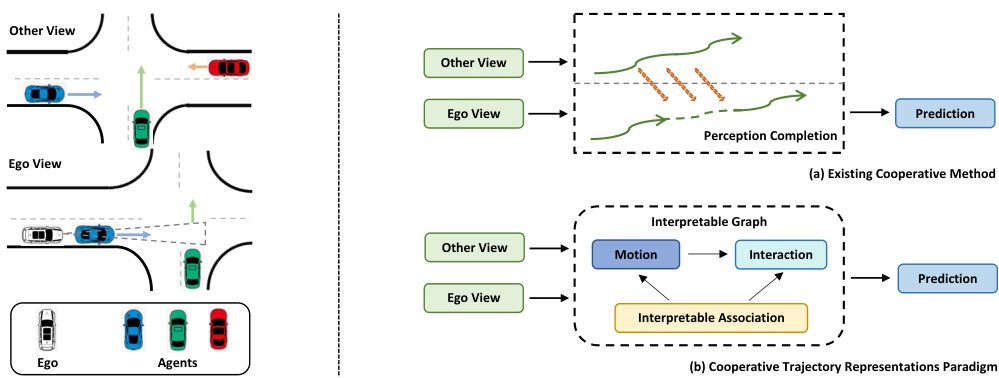 Other View
Ego View
Ego
Agents
Other View
Ego View
Perception Completion
Prediction
(a) Existing Cooperative Method
Interpretable Graph
Other View
Motion
Interaction
Ego View
Interpretable Association
Prediction
(b) Cooperative Trajectory Representations Paradigm